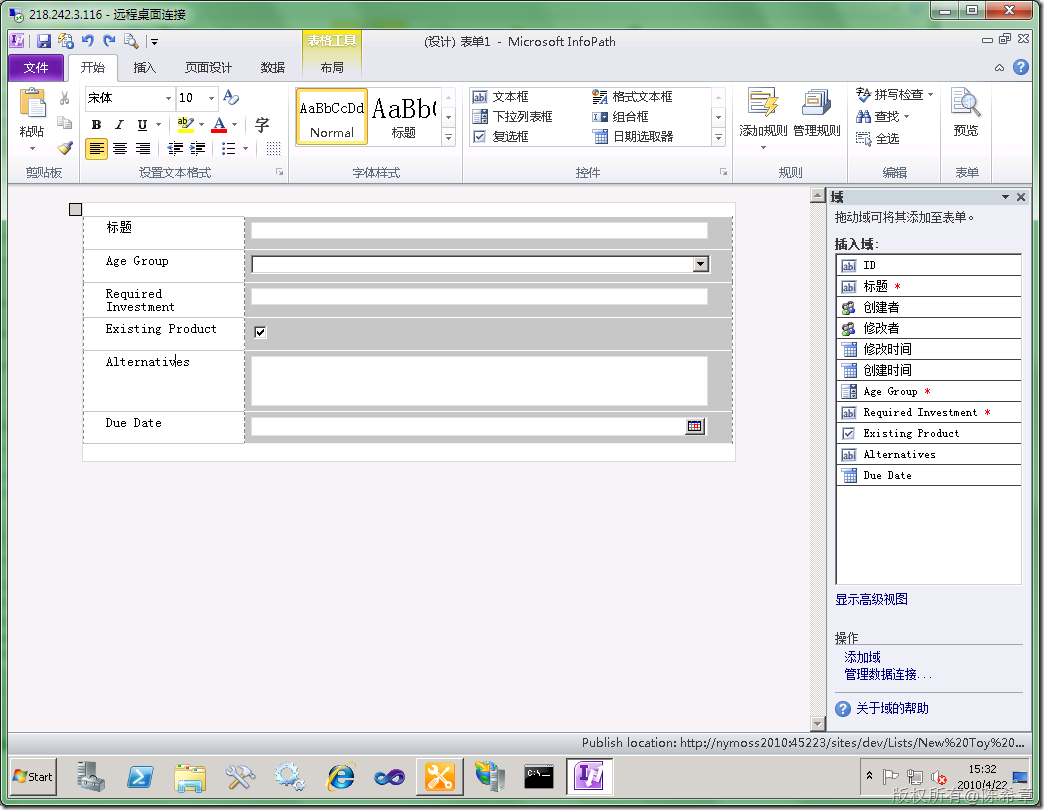 218.242.3.116 - 远程桌面连接
表格工具
(设计) 表单1 - Microsoft InfoPath
文件 开始 插入 页面设计 数据 布局
粘贴
剪贴板
宋体 10
B I U ab A 字
设置文本格式
AaBbCcDd
Normal
AaBb(
标题
字体样式
文本框
下拉列表框
复选框
格式文本框
组合框
日期选取器
控件
添加规则
管理规则
规则
拼写检查
查找
全选
编辑
预览
表单
标题
Age Group
Required
Investment
Existing Product
Alternatives
Due Date
域
拖动域可将其添加至表单。
插入域:
ID
标题 *
创建者
修改者
修改时间
创建时间
Age Group *
Required Investment *
Existing Product
Alternatives
Due Date
显示高级视图
操作
添加域
管理数据连接...
关于域的帮助
Publish location: http://nymoss2010:45223/sites/dev/Lists/New%20Toy%20...
Start
C:\_
15:32
2010/4/22
版权所有@陈希章